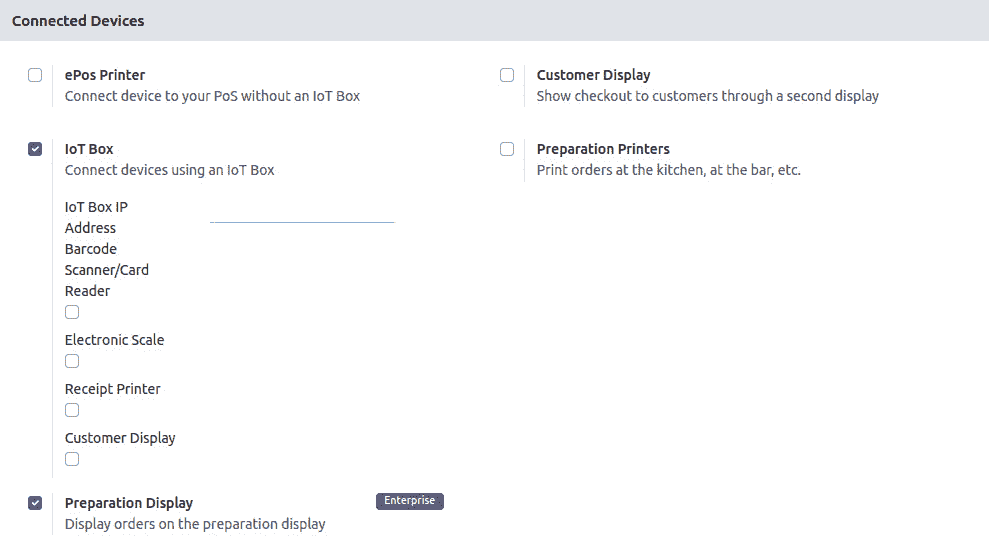 Connected Devices
ePos Printer
Connect device to your PoS without an IoT Box
Customer Display
Show checkout to customers through a second display
IoT Box
Connect devices using an IoT Box
Preparation Printers
Print orders at the kitchen, at the bar, etc.
IoT Box IP
Address
Barcode
Scanner/Card
Reader
Electronic Scale
Receipt Printer
Customer Display
Preparation Display
Enterprise
Display orders on the preparation display